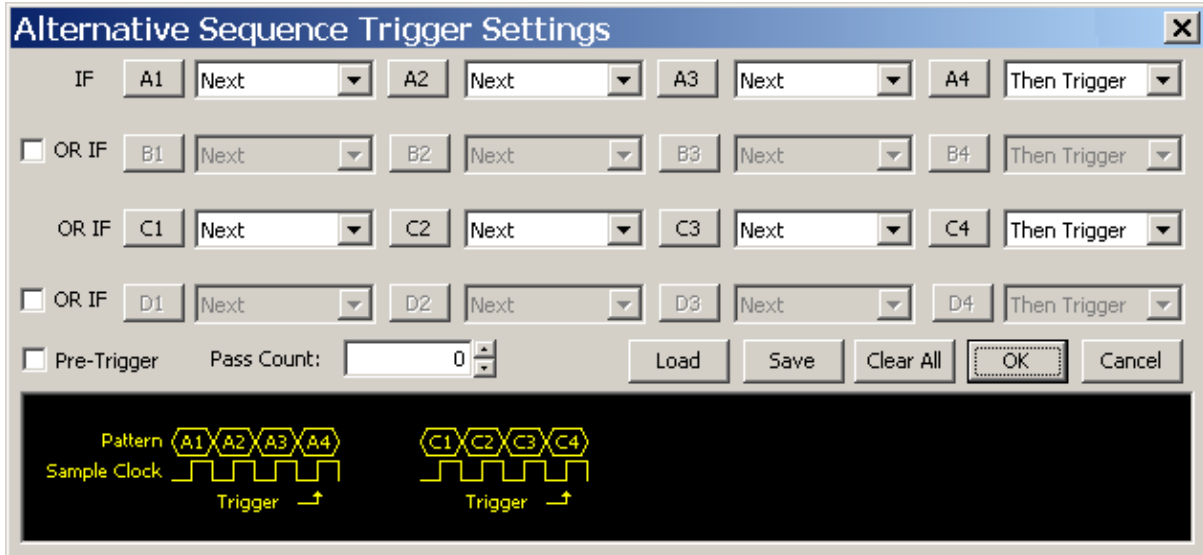 Alternative Sequence Trigger Settings
IF A1 Next A2 Next A3 Next A4 Then Trigger
OR IF B1 Next B2 Next B3 Next B4 Then Trigger
OR IF C1 Next C2 Next C3 Next C4 Then Trigger
OR IF D1 Next D2 Next D3 Next D4 Then Trigger
Pre-Trigger Pass Count: 0 Load Save Clear All OK Cancel
Pattern A1 A2 A3 A4 C1 C2 C3 C4
Sample Clock
Trigger Trigger